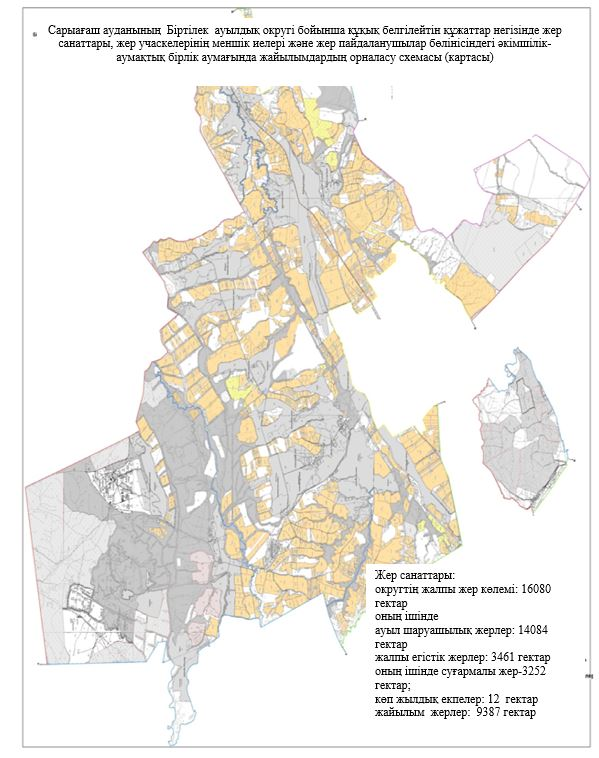 Сарыағаш ауданының Біртілек ауылдық округі бойынша құқық белгілейтін құжаттар негізінде жер
санаттары, жер учаскелерінің меншік иелері және жер пайдаланушылар бөлінісіндегі әкімшілік-
аумақтық бірлік аумағында жайылымдардың орналасу схемасы (картасы)
Жер санаттары:
округтің жалпы жер көлемі: 16080
гектар
оның ішінде
ауыл шаруашылық жерлер: 14084
гектар
жалпы егістік жерлер: 3461 гектар
оның ішінде суғармалы жер-3252
гектар;
көп жылдық екпелер: 12 гектар
жайылым жерлер: 9387 гектар